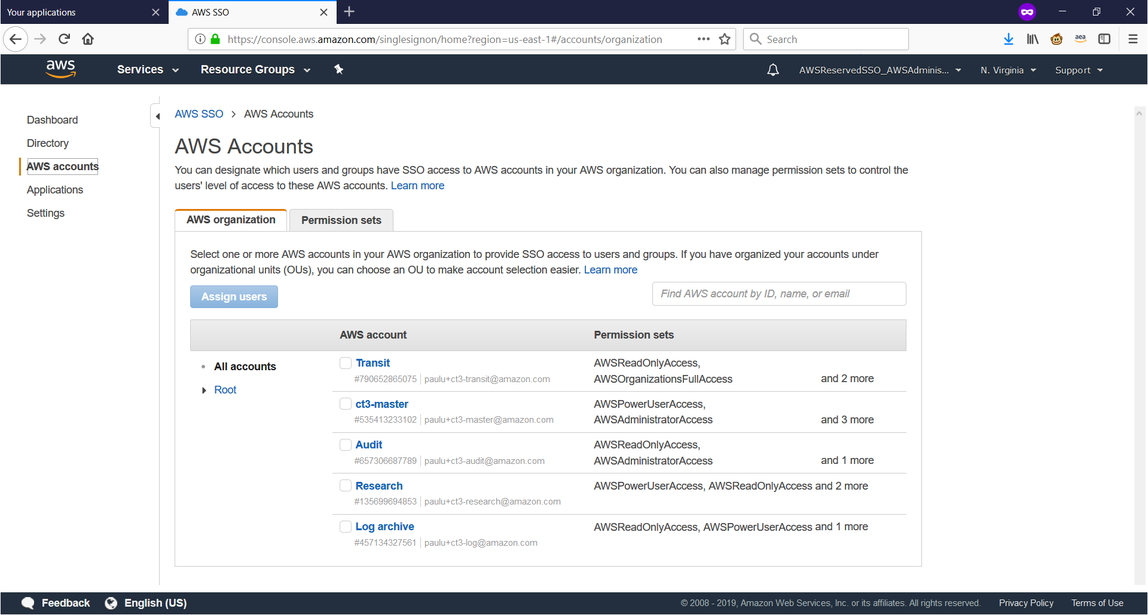 Your applications
AWS SSO
https://console.aws.amazon.com/singlesignon/home?region=us-east-1#/accounts/organization
Search
aea
aws
Services
Resource Groups
AWSReservedSSO_AWSAdminis...
N. Virginia
Support
Dashboard
Directory
AWS accounts
Applications
Settings
AWS SSO > AWS Accounts
AWS Accounts
You can designate which users and groups have SSO access to AWS accounts in your AWS organization. You can also manage permission sets to control the
users' level of access to these AWS accounts. Learn more
AWS organization
Permission sets
Select one or more AWS accounts in your AWS organization to provide SSO access to users and groups. If you have organized your accounts under
organizational units (OUs), you can choose an OU to make account selection easier. Learn more
Assign users
Find AWS account by ID, name, or email
AWS account
Permission sets
All accounts
Root
Transit
#790652865075 | paulu+ct3-transit@amazon.com
AWSReadOnlyAccess,
AWSOrganizationsFullAccess
and 2 more
ct3-master
#535413233102 | paulu+ct3-master@amazon.com
AWSPowerUserAccess,
AWSAdministratorAccess
and 3 more
Audit
#657306687789 | paulu+ct3-audit@amazon.com
AWSReadOnlyAccess,
AWSAdministratorAccess
and 1 more
Research
#135699694853 | paulu+ct3-research@amazon.com
AWSPowerUserAccess, AWSReadOnlyAccess and 2 more
Log archive
#457134327561 | paulu+ct3-log@amazon.com
AWSReadOnlyAccess, AWSPowerUserAccess and 1 more
Feedback
English (US)
© 2008 - 2019, Amazon Web Services, Inc. or its affiliates. All rights reserved.
Privacy Policy
Terms of Use